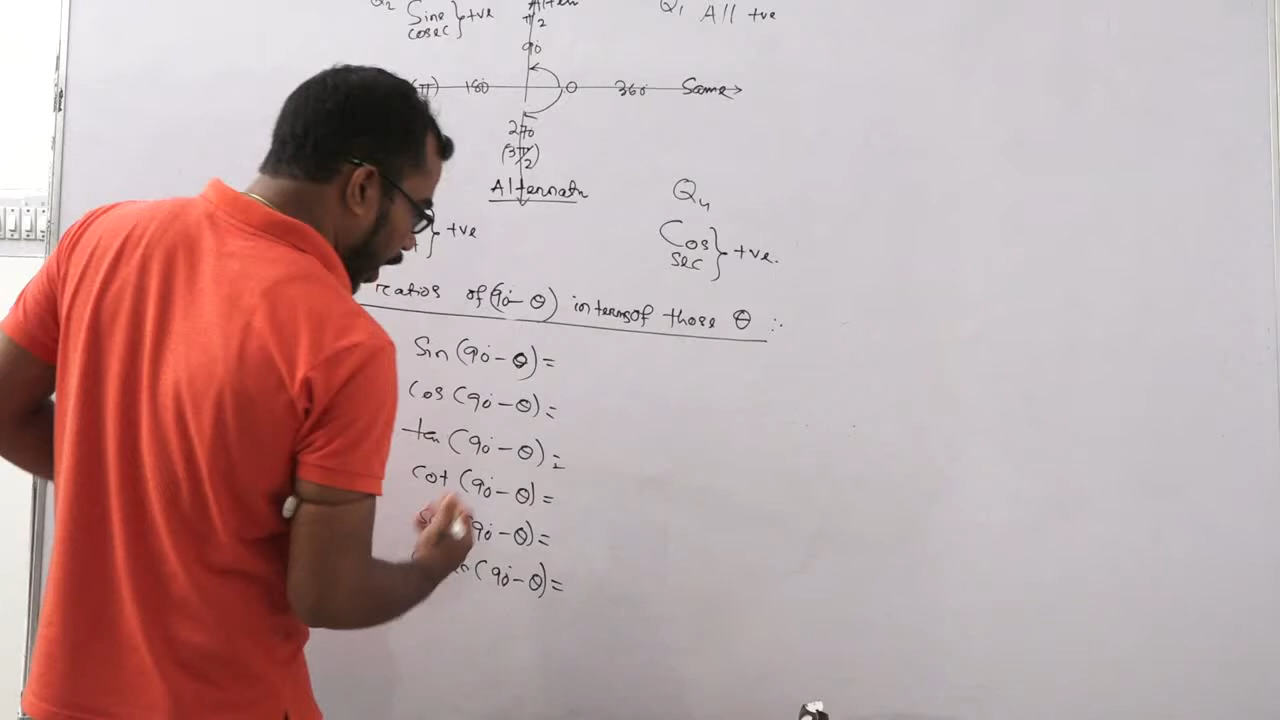 Q2 Sine }+ve
cosec
Alten
π/2
90°
Q1 All +ve
(π) 180° 0 360° Same
270°
(3π/2)
Alternate
}+ve
Q4
Cos }+ve.
sec
ratios of (90°-θ) in terms of those θ :
Sin (90°-θ)=
cos (90°-θ)=
tan (90°-θ)=
cot (90°-θ)=
90°-θ)=
(90°-θ)=